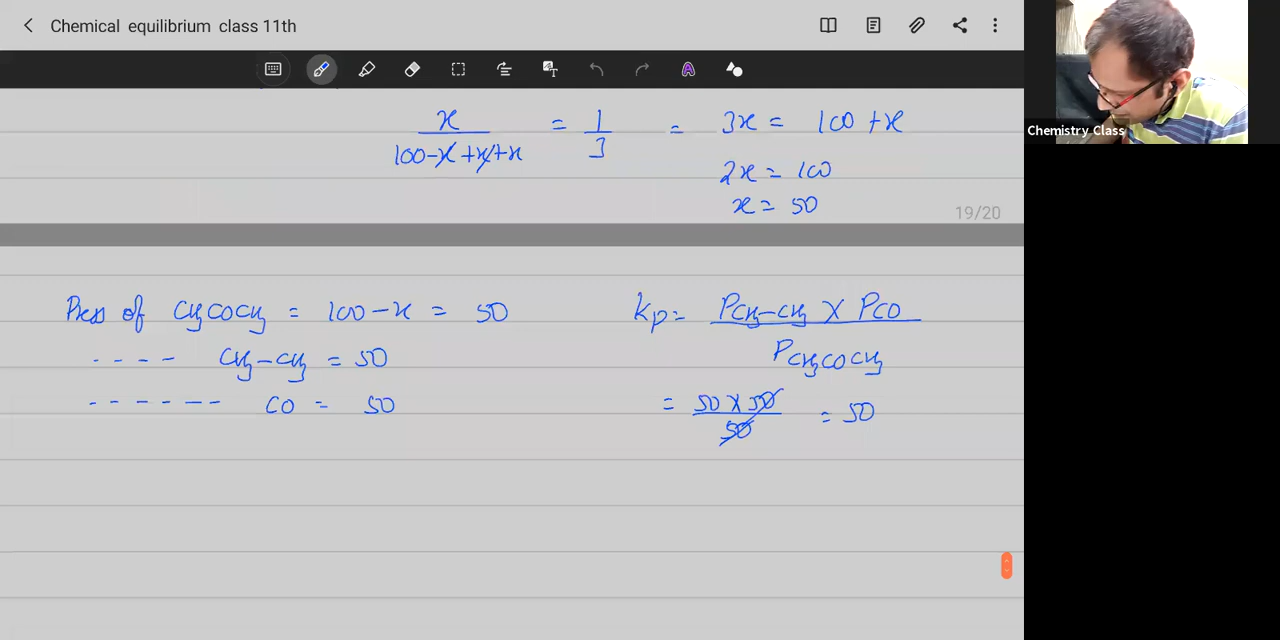 Chemical equilibrium class 11th
Chemistry Class
x / (100-x+x+x) = 1/3 = 3x = 100 + x
2x = 100
x = 50
19/20
Press of CH3COCH3 = 100 - x = 50
---- CH3-CH3 = 50
------ CO = 50
kp = (PCH3-CH3 X PCO) / PCH3COCH3
= (50 X 50) / 50 = 50